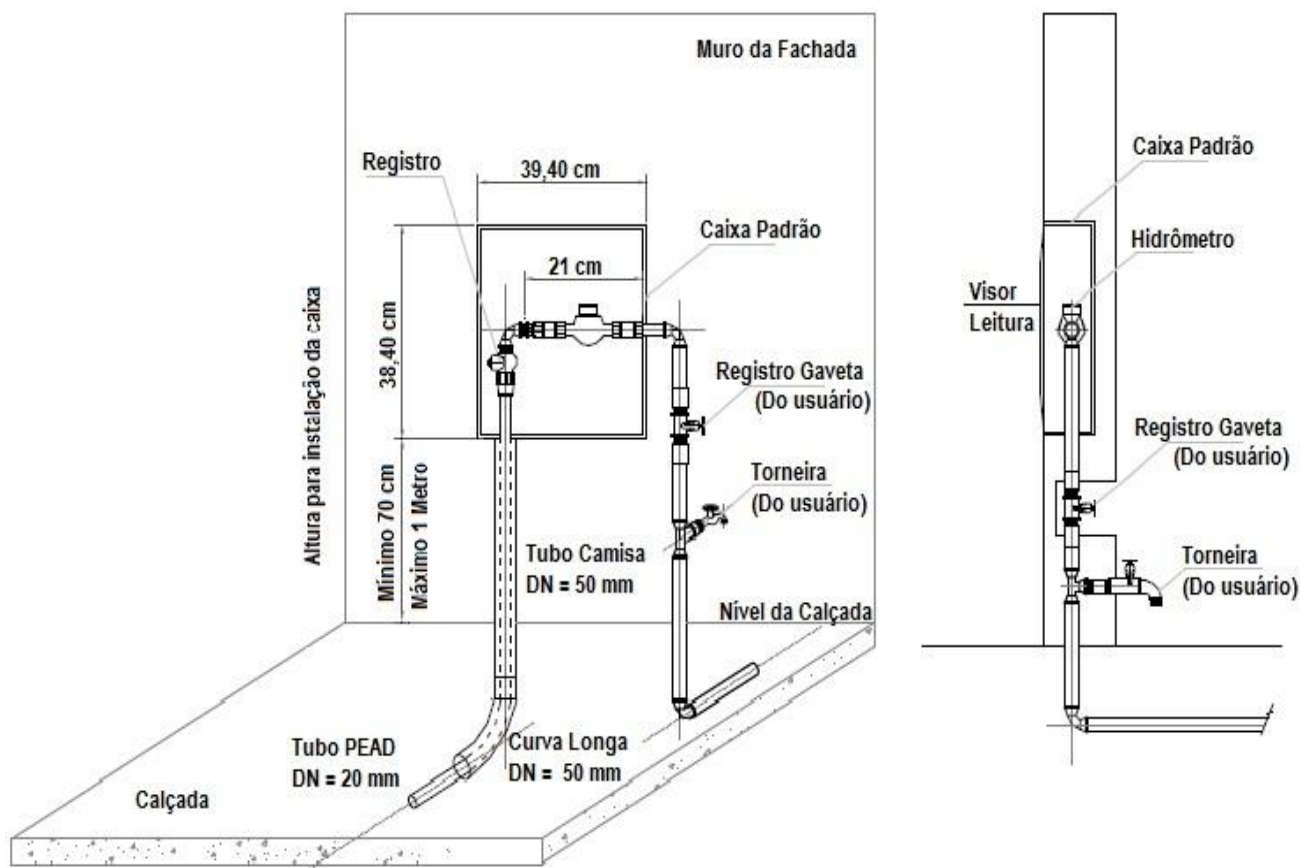 Muro da Fachada
Registro
39,40 cm
Caixa Padrão
21 cm
38,40 cm
Altura para instalação da caixa
Mínimo 70 cm
Máximo 1 Metro
Registro Gaveta
(Do usuário)
Torneira
(Do usuário)
Tubo Camisa
DN = 50 mm
Nível da Calçada
Tubo PEAD
DN = 20 mm
Curva Longa
DN = 50 mm
Calçada
Caixa Padrão
Hidrômetro
Visor
Leitura
Registro Gaveta
(Do usuário)
Torneira
(Do usuário)